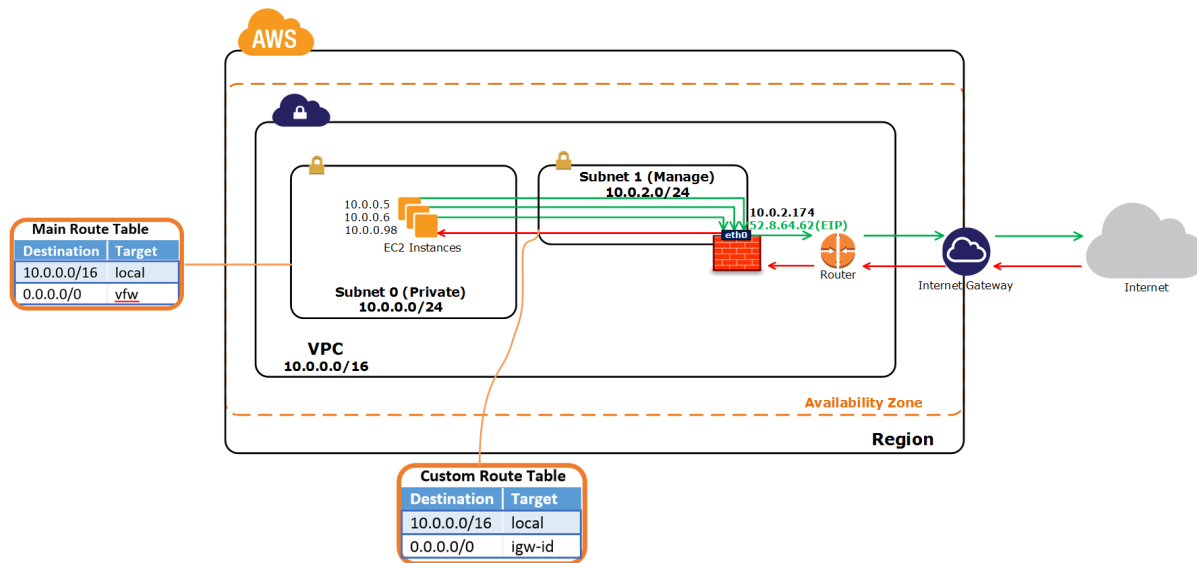 AWS
Subnet 1 (Manage)
10.0.2.0/24
10.0.0.5
10.0.0.6
10.0.0.98
EC2 Instances
10.0.2.174
52.8.64.62(EIP)
eth0
Router
Internet Gateway
Internet
Main Route Table
Destination Target
10.0.0.0/16 local
0.0.0.0/0 vfw
Subnet 0 (Private)
10.0.0.0/24
VPC
10.0.0.0/16
Availability Zone
Region
Custom Route Table
Destination Target
10.0.0.0/16 local
0.0.0.0/0 igw-id